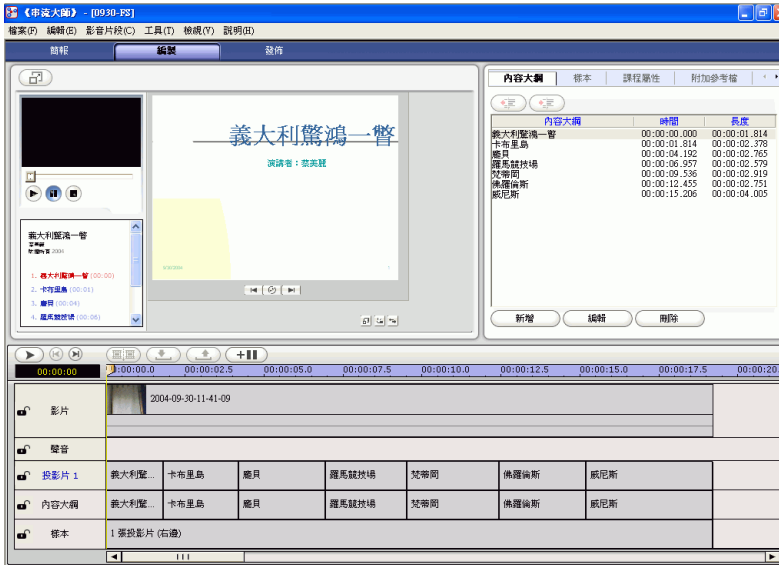 《串流大師》 - [0930-FS]
檔案(F) 編輯(E) 影音片段(C) 工具(T) 檢視(V) 說明(H)
簡報 編製 發佈
義大利驚鴻一瞥
演講者：蔡美麗
義大利驚鴻一瞥
2004
1. 義大利驚鴻一瞥 (00:00)
2. 卡布里島 (00:01)
3. 龐貝 (00:04)
4. 羅馬競技場 (00:06)
內容大綱 樣本 課程屬性 附加參考檔
內容大綱 時間 長度
義大利驚鴻一瞥 00:00:00.000 00:00:01.814
卡布里島 00:00:01.814 00:00:02.378
龐貝 00:00:04.192 00:00:02.765
羅馬競技場 00:00:06.957 00:00:02.579
梵蒂岡 00:00:09.536 00:00:02.919
佛羅倫斯 00:00:12.455 00:00:02.751
威尼斯 00:00:15.206 00:00:04.005
新增 編輯 刪除
00:00:00 0:00:00.0 00:00:02.5 00:00:05.0 00:00:07.5 00:00:10.0 00:00:12.5 00:00:15.0 00:00:17.5 00:00:20.
影片 2004-09-30-11-41-09
聲音
投影片 1 義大利驚... 卡布里島 龐貝 羅馬競技場 梵蒂岡 佛羅倫斯 威尼斯
內容大綱 義大利驚... 卡布里島 龐貝 羅馬競技場 梵蒂岡 佛羅倫斯 威尼斯
樣本 1 張投影片 (右邊)